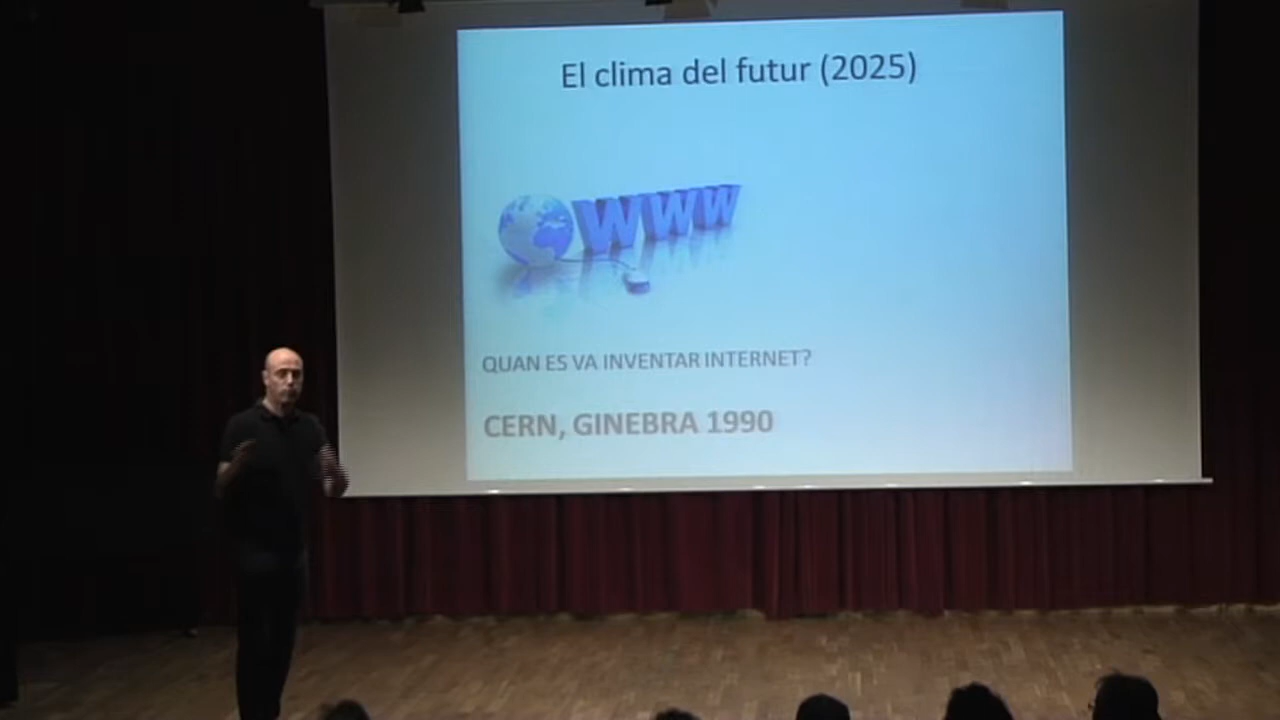 El clima del futur (2025)
WWW
QUAN ES VA INVENTAR INTERNET?
CERN, GINEBRA 1990